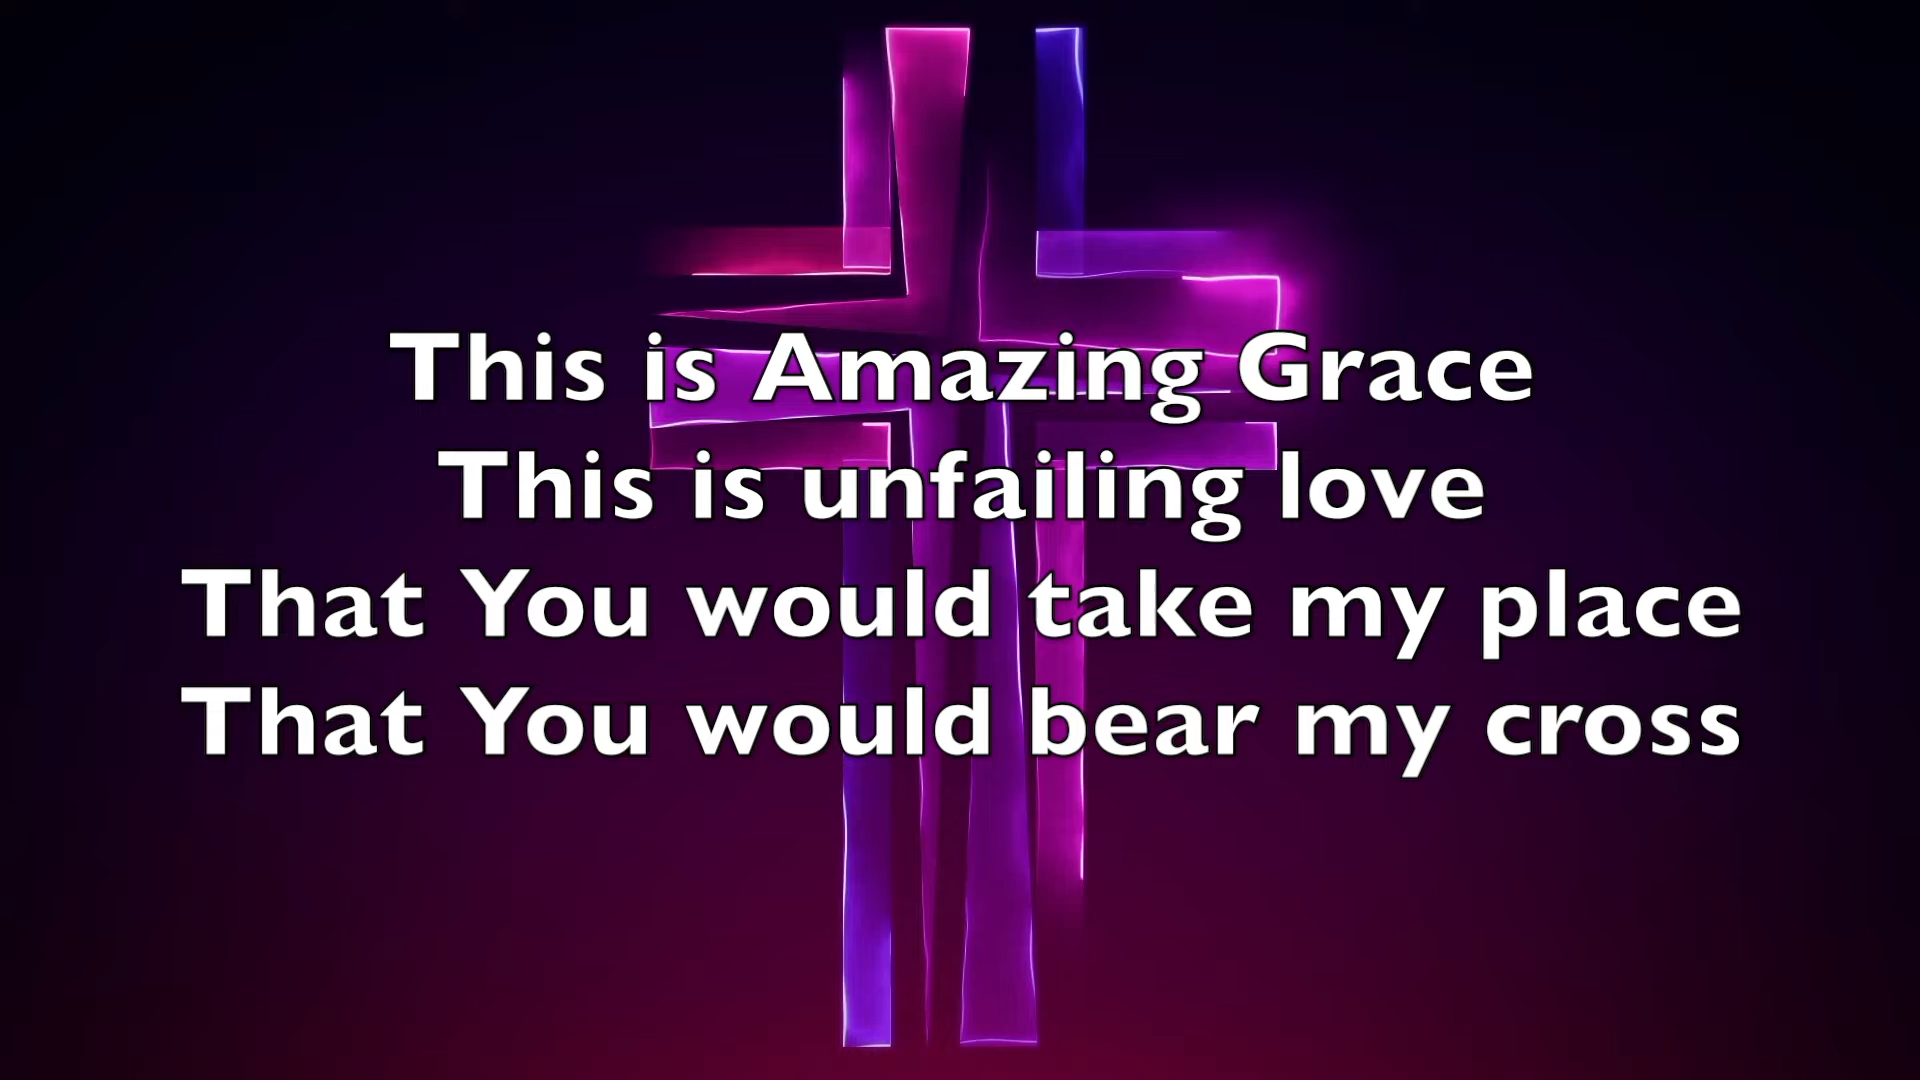 This is Amazing Grace
This is unfailing love
That You would take my place
That You would bear my cross